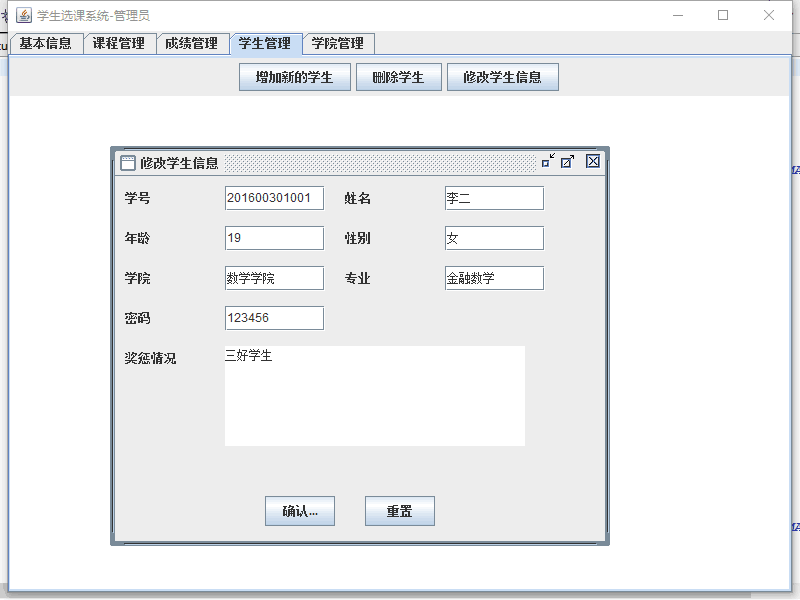 学生选课系统-管理员
基本信息 课程管理 成绩管理 学生管理 学院管理
增加新的学生 删除学生 修改学生信息
修改学生信息
学号 201600301001 姓名 李二
年龄 19 性别 女
学院 数学学院 专业 金融数学
密码 123456
奖惩情况 三好学生
确认... 重置